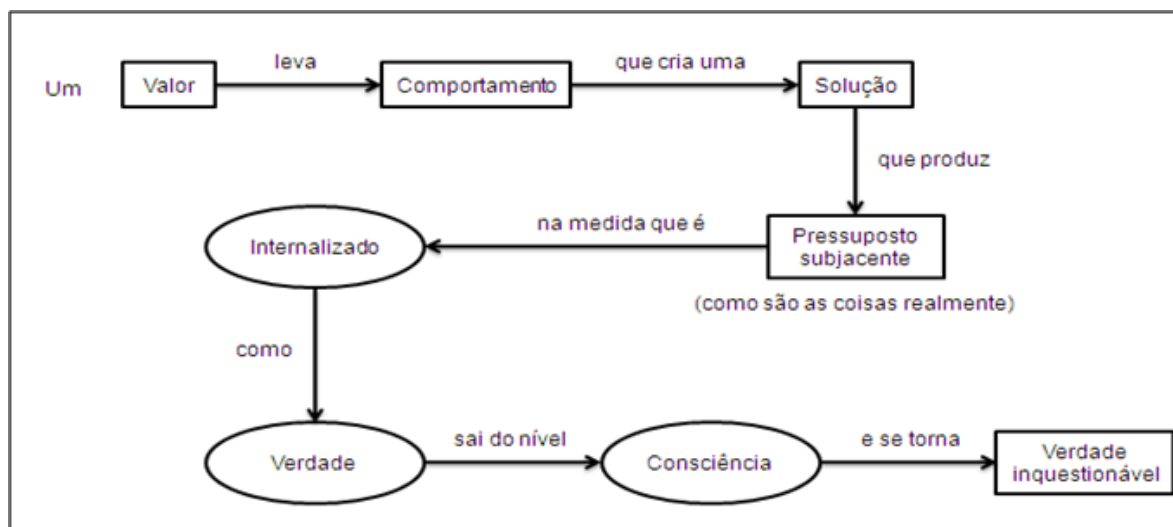 Um
Valor
leva
Comportamento
que cria uma
Solução
que produz
Pressuposto
subjacente
(como são as coisas realmente)
na medida que é
Internalizado
como
Verdade
sai do nível
Consciência
e se torna
Verdade
inquestionável